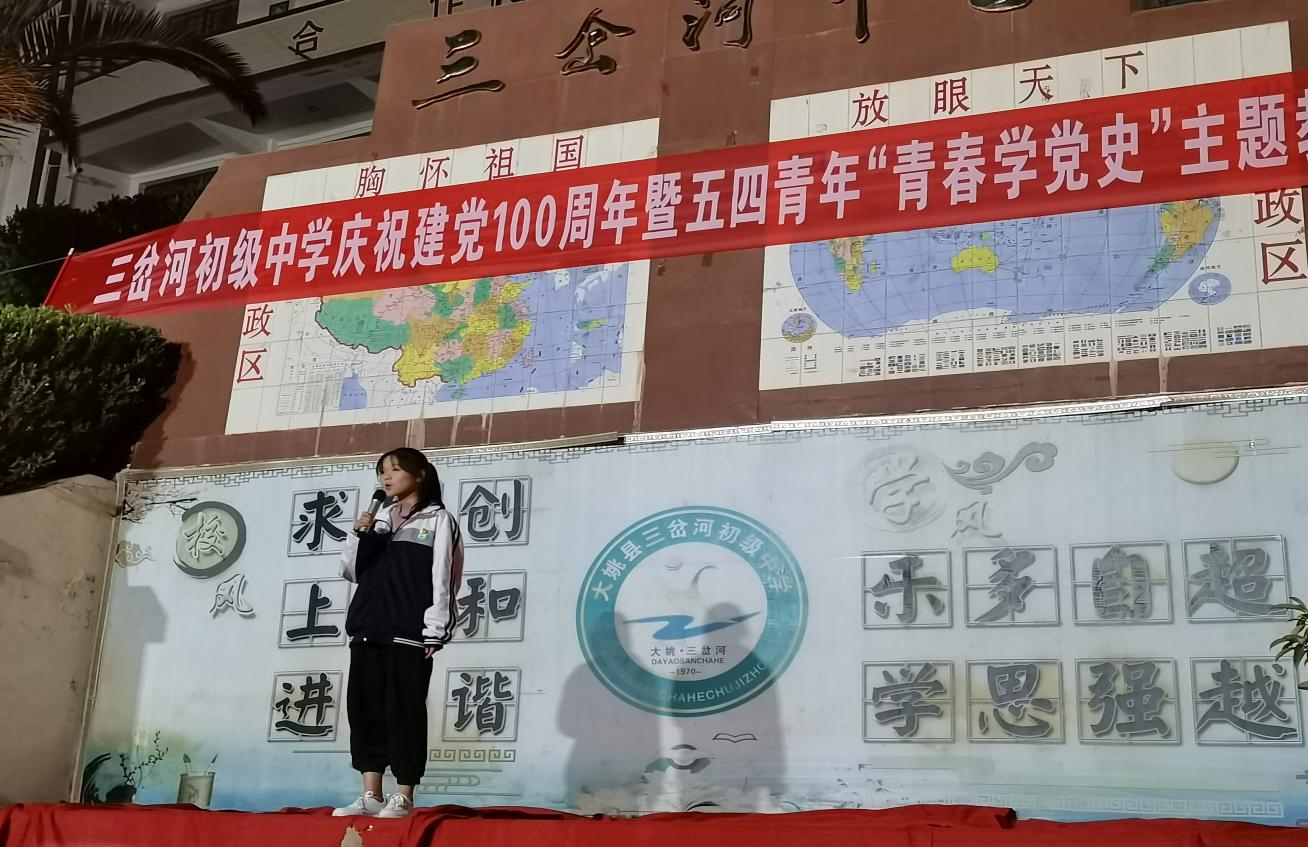 合
三岔河中
胸怀祖国
放眼天下
三岔河初级中学庆祝建党100周年暨五四青年“青春学党史”主题
政区
政区
校风
求
上进
创
和谐
大姚县三岔河初级中学
大姚·三岔河
DAYAOSANCHAHE
-1970-
学风
乐学
多思
自强
超越